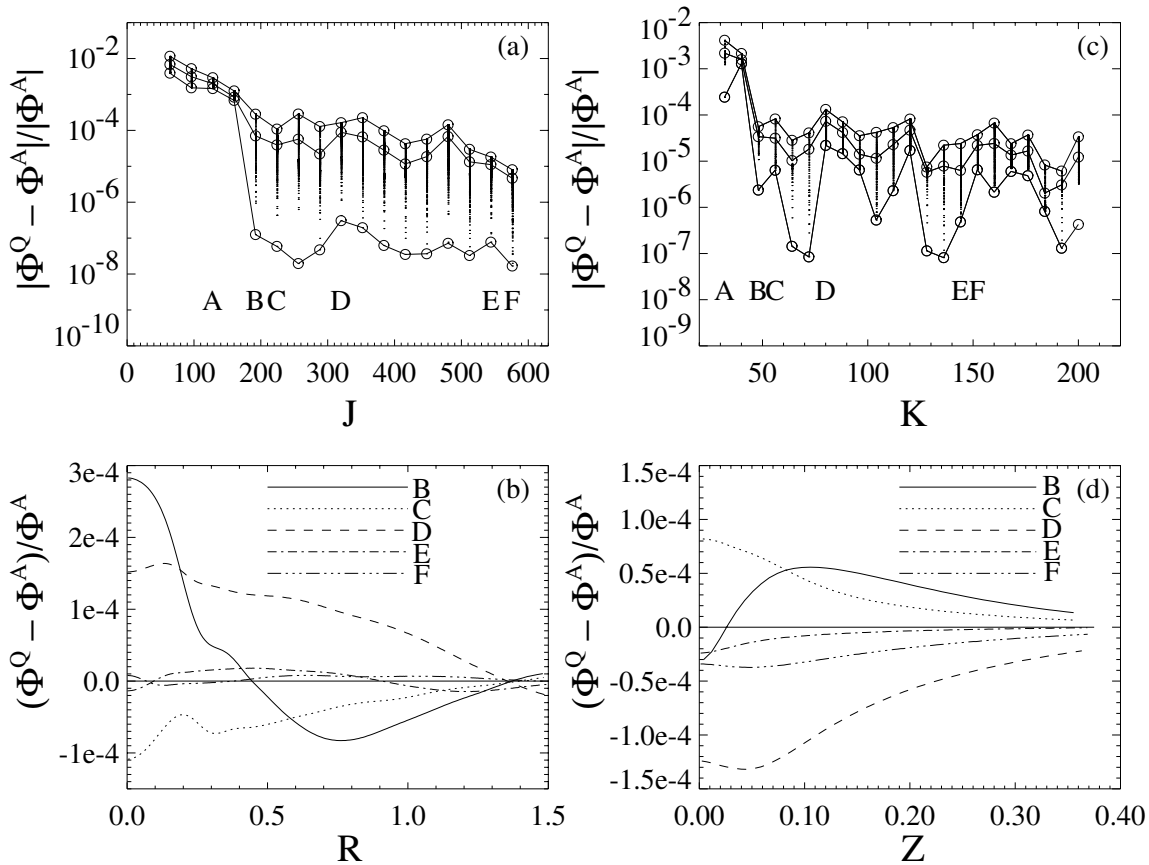 (a)
|Φ^Q − Φ^A|/|Φ^A|
10^-2
10^-4
10^-6
10^-8
10^-10
A B C D E F
0 100 200 300 400 500 600
J
(c)
|Φ^Q − Φ^A|/|Φ^A|
10^-2
10^-3
10^-4
10^-5
10^-6
10^-7
10^-8
10^-9
A B C D E F
50 100 150 200
K
(b)
(Φ^Q − Φ^A)/Φ^A
3e-4
2e-4
1e-4
0.0
-1e-4
B
C
D
E
F
0.0 0.5 1.0 1.5
R
(d)
(Φ^Q − Φ^A)/Φ^A
1.5e-4
1.0e-4
0.5e-4
0.0
-0.5e-4
-1.0e-4
-1.5e-4
B
C
D
E
F
0.00 0.10 0.20 0.30 0.40
Z